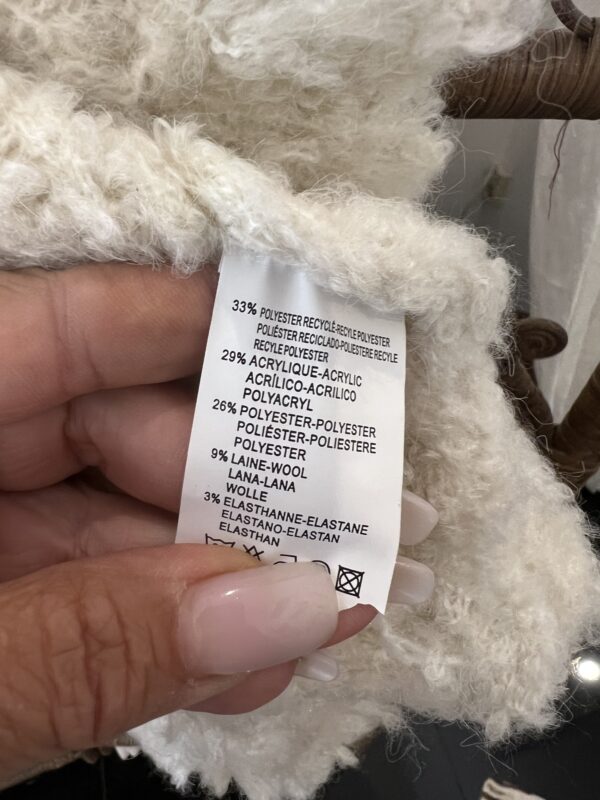 33% POLYESTER RECYCLÉ-RECYLE POLYESTER
POLIÉSTER RECICLADO-POLIESTERE RECYLE
RECYLE POLYESTER
29% ACRYLIQUE-ACRYLIC
ACRÍLICO-ACRILICO
POLYACRYL
26% POLYESTER-POLYESTER
POLIÉSTER-POLIESTERE
POLYESTER
9% LAINE-WOOL
LANA-LANA
WOLLE
3% ELASTHANNE-ELASTANE
ELASTANO-ELASTAN
ELASTHAN